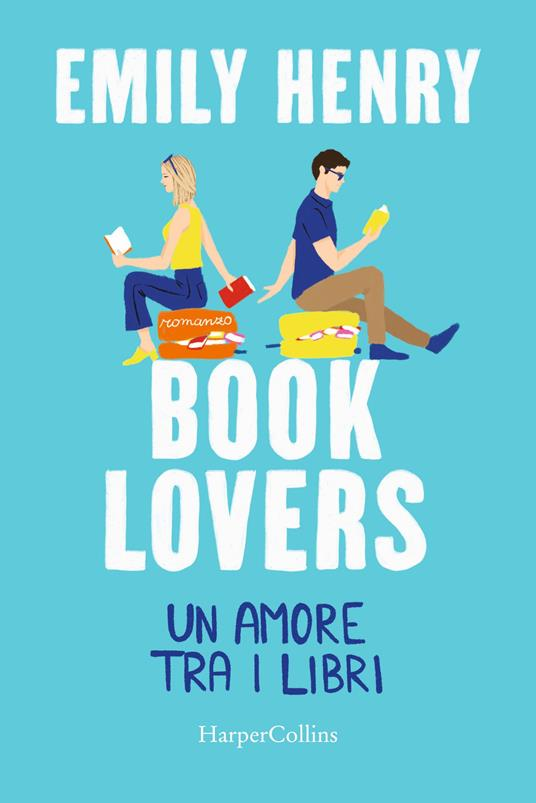 EMILY HENRY
romanzo
BOOK
LOVERS
UN AMORE
TRA I LIBRI
HarperCollins